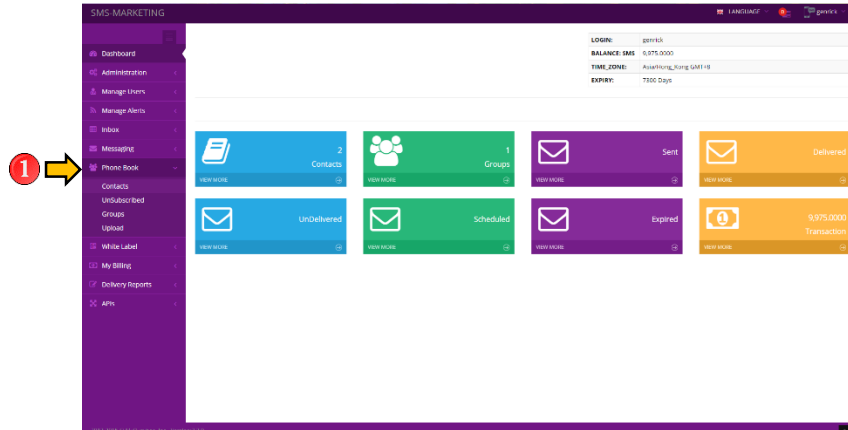 SMS-MARKETING
LANGUAGE
genrick
LOGIN: genrick
BALANCE: SMS 9,975.0000
TIME_ZONE: Asia/Hong_Kong GMT+8
EXPIRY: Days
Dashboard
Administration
Manage Users
Manage Alerts
Inbox
Messaging
1
Phone Book
Contacts
UnSubscribed
Groups
Upload
White Label
My Billing
Delivery Reports
APIs
2
Contacts
VIEW MORE
1
Groups
VIEW MORE
Sent
VIEW MORE
Delivered
VIEW MORE
UnDelivered
VIEW MORE
Scheduled
VIEW MORE
Expired
VIEW MORE
9,975.0000
Transaction
VIEW MORE